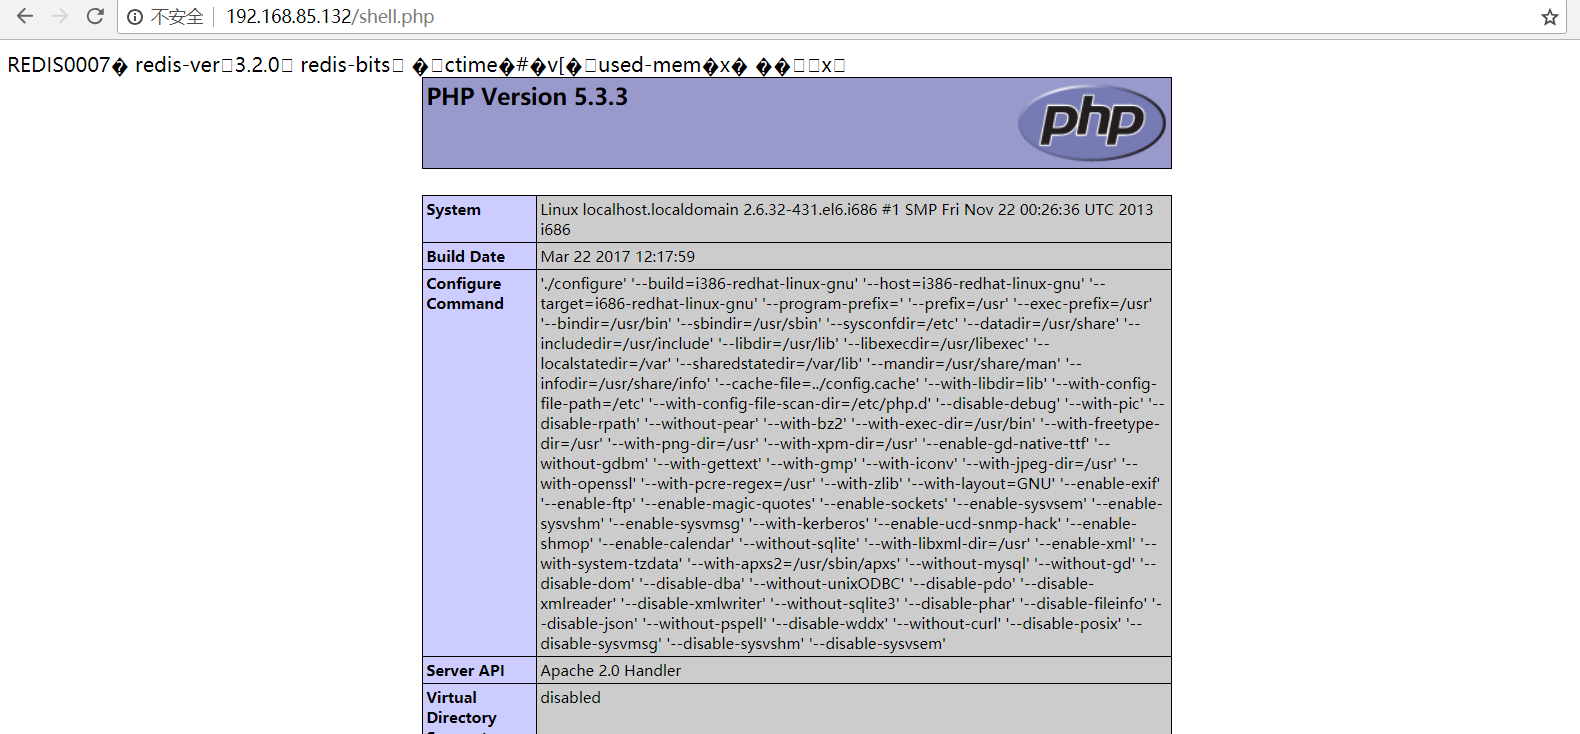 不安全 192.168.85.132/shell.php
REDIS0007� redis-ver 3.2.0 redis-bits �ctime�#�v[�used-mem�x� ��x
PHP Version 5.3.3
php
System
Linux localhost.localdomain 2.6.32-431.el6.i686 #1 SMP Fri Nov 22 00:26:36 UTC 2013
i686
Build Date
Mar 22 2017 12:17:59
Configure
Command
'./configure' '--build=i386-redhat-linux-gnu' '--host=i386-redhat-linux-gnu' '--
target=i686-redhat-linux-gnu' '--program-prefix=' '--prefix=/usr' '--exec-prefix=/usr'
'--bindir=/usr/bin' '--sbindir=/usr/sbin' '--sysconfdir=/etc' '--datadir=/usr/share' '--
includedir=/usr/include' '--libdir=/usr/lib' '--libexecdir=/usr/libexec' '--
localstatedir=/var' '--sharedstatedir=/var/lib' '--mandir=/usr/share/man' '--
infodir=/usr/share/info' '--cache-file=../config.cache' '--with-libdir=lib' '--with-config-
file-path=/etc' '--with-config-file-scan-dir=/etc/php.d' '--disable-debug' '--with-pic' '--
disable-rpath' '--without-pear' '--with-bz2' '--with-exec-dir=/usr/bin' '--with-freetype-
dir=/usr' '--with-png-dir=/usr' '--with-xpm-dir=/usr' '--enable-gd-native-ttf' '--
without-gdbm' '--with-gettext' '--with-gmp' '--with-iconv' '--with-jpeg-dir=/usr' '--
with-openssl' '--with-pcre-regex=/usr' '--with-zlib' '--with-layout=GNU' '--enable-exif'
'--enable-ftp' '--enable-magic-quotes' '--enable-sockets' '--enable-sysvsem' '--enable-
sysvshm' '--enable-sysvmsg' '--with-kerberos' '--enable-ucd-snmp-hack' '--enable-
shmop' '--enable-calendar' '--without-sqlite' '--with-libxml-dir=/usr' '--enable-xml' '--
with-system-tzdata' '--with-apxs2=/usr/sbin/apxs' '--without-mysql' '--without-gd' '--
disable-dom' '--disable-dba' '--without-unixODBC' '--disable-pdo' '--disable-
xmlreader' '--disable-xmlwriter' '--without-sqlite3' '--disable-phar' '--disable-fileinfo' '-
-disable-json' '--without-pspell' '--disable-wddx' '--without-curl' '--disable-posix' '--
disable-sysvmsg' '--disable-sysvshm' '--disable-sysvsem'
Server API
Apache 2.0 Handler
Virtual
Directory
disabled